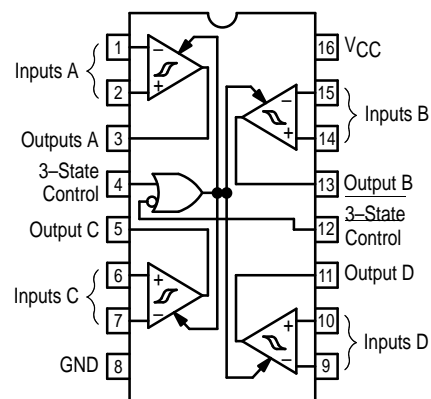 1
Inputs A
2
Outputs A 3
3–State
Control
4
Output C 5
6
Inputs C
7
GND 8
16 VCC
15
Inputs B
14
13 Output B
3–State
Control
12
11 Output D
10
Inputs D
9
− +
− +
+ −
+ −